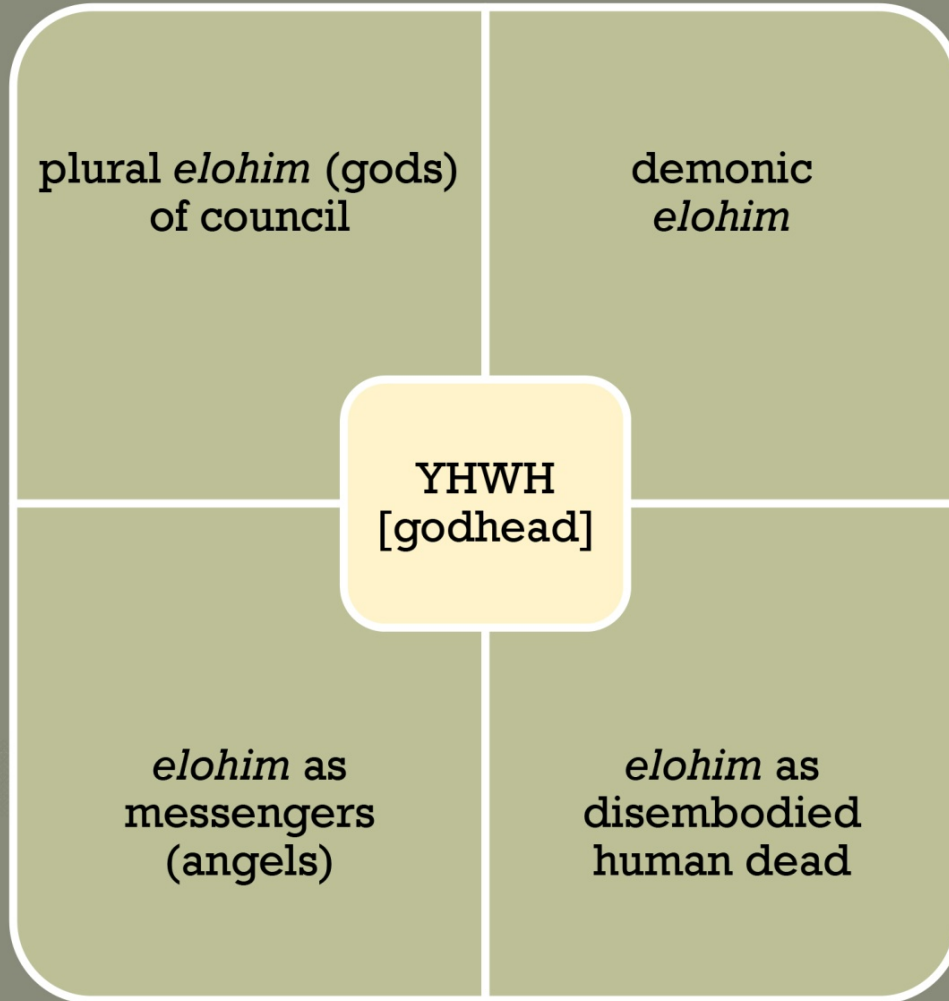 plural elohim (gods)
of council
demonic
elohim
YHWH
[godhead]
elohim as
messengers
(angels)
elohim as
disembodied
human dead